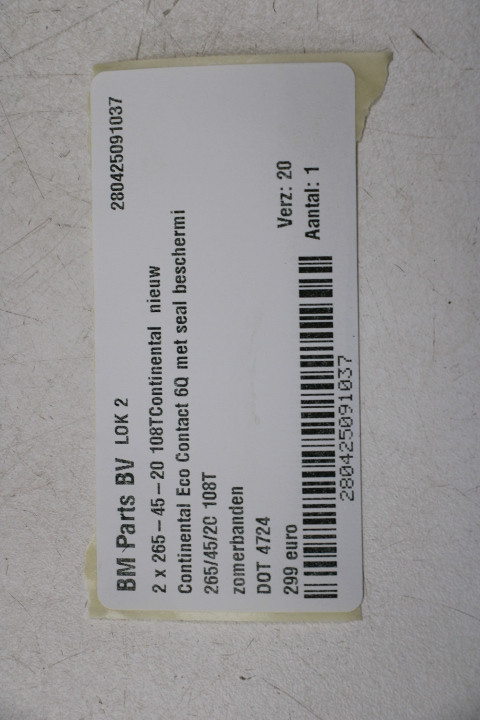 BM Parts BV LOK 2 280425091037
2 x 265-45-20 108TContinental nieuw
Continental Eco Contact 6Q met seal beschermi
265/45/20 108T
zomerbanden
DOT 4724 Verz: 20
299 euro Aantal: 1
280425091037